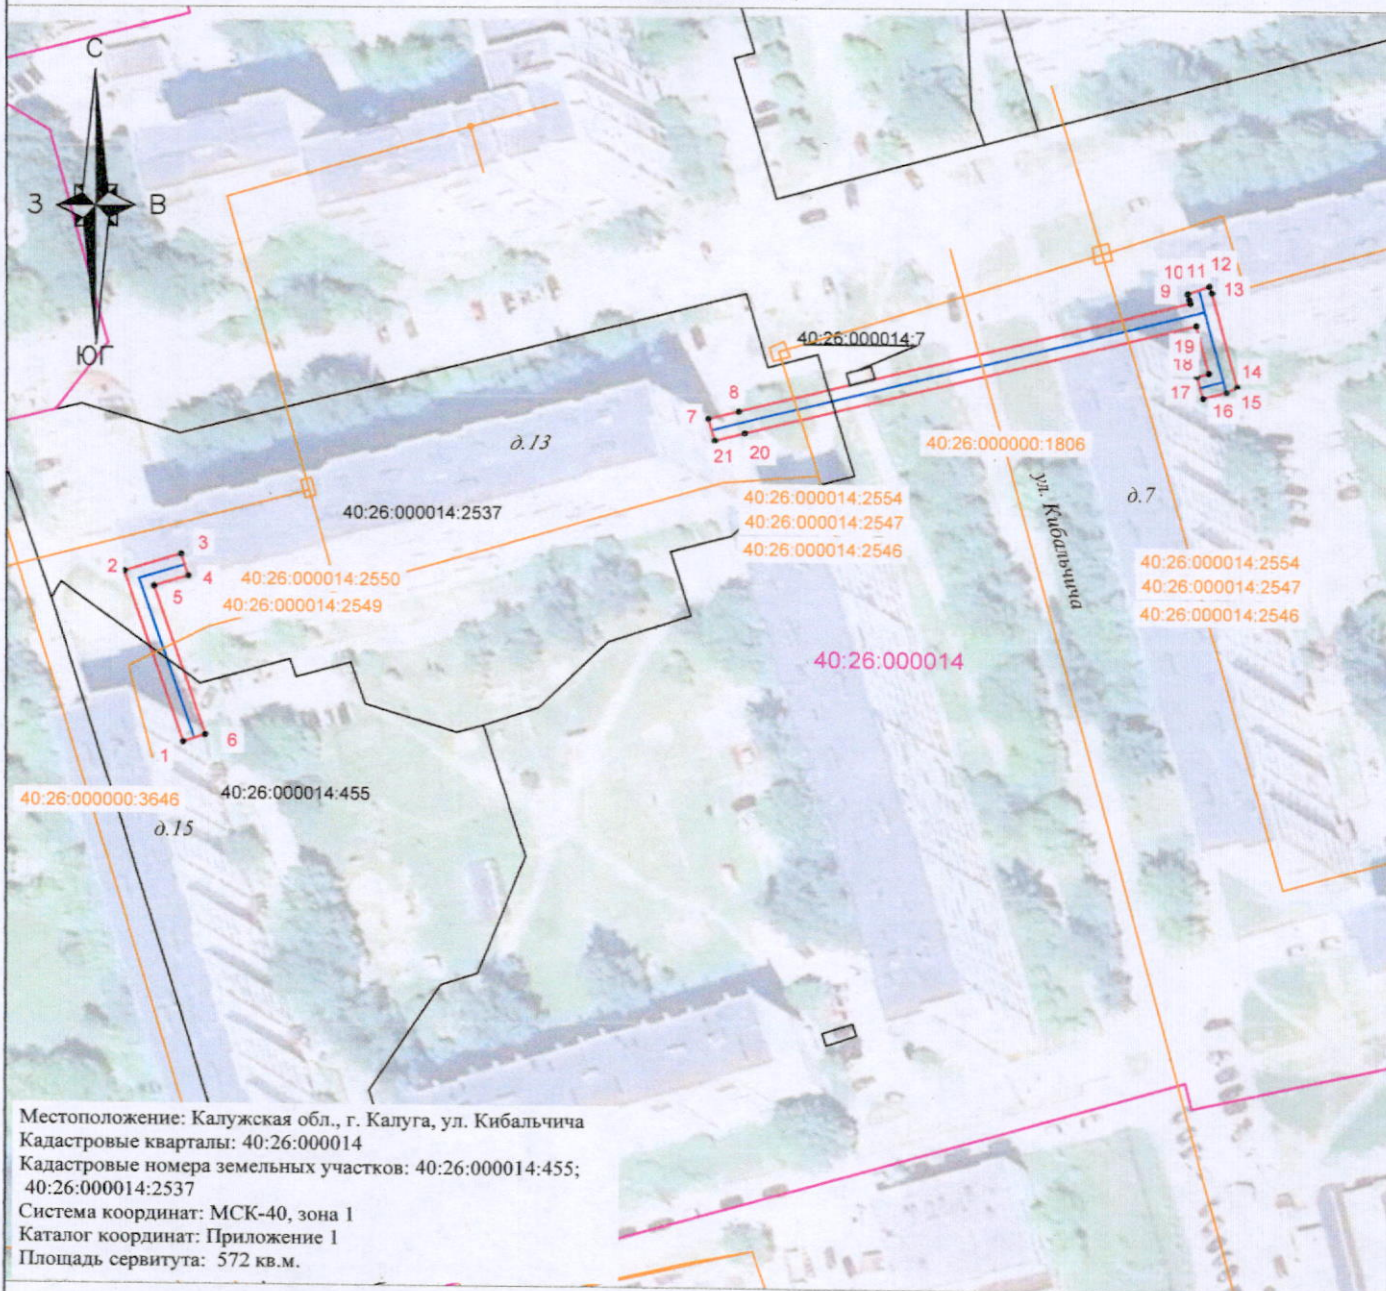 С
З
В
ЮГ
10
11
12
9
13
40:26:000014:7
19
18
14
8
17
15
7
16
д.13
21
20
40:26:000000:1806
ул. Кибальчича
д.7
40:26:000014:2554
40:26:000014:2547
40:26:000014:2546
40:26:000014:2537
3
2
4
5
40:26:000014:2550
40:26:000014:2549
40:26:000014:2554
40:26:000014:2547
40:26:000014:2546
40:26:000014
1
6
40:26:000000:3646
40:26:000014:455
д.15
Местоположение: Калужская обл., г. Калуга, ул. Кибальчича
Кадастровые кварталы: 40:26:000014
Кадастровые номера земельных участков: 40:26:000014:455;
40:26:000014:2537
Система координат: МСК-40, зона 1
Каталог координат: Приложение 1
Площадь сервитута: 572 кв.м.